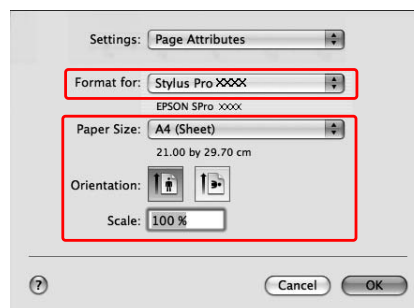 Settings: Page Attributes
Format for: Stylus Pro XXXX
EPSON SPro XXXX
Paper Size: A4 (Sheet)
21.00 by 29.70 cm
Orientation:
Scale: 100 %
? Cancel OK